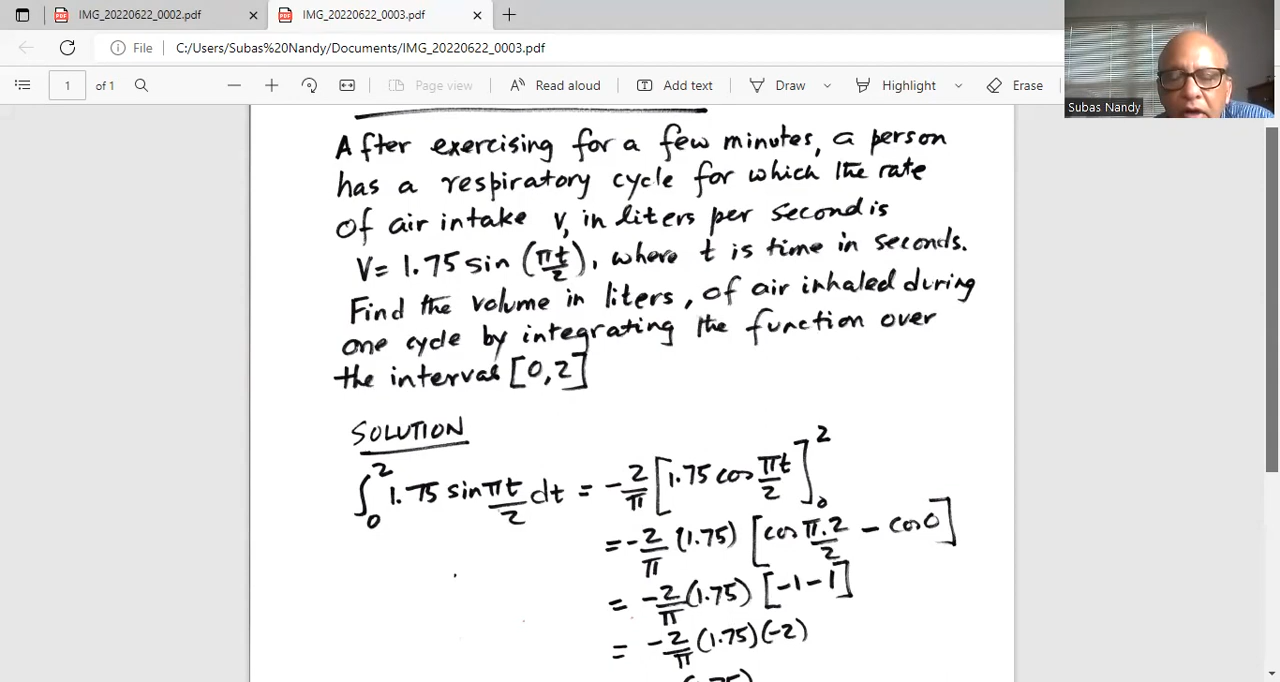 IMG_20220622_0002.pdf
IMG_20220622_0003.pdf
File C:/Users/Subas%20Nandy/Documents/IMG_20220622_0003.pdf
1 of 1 Page view Read aloud Add text Draw Highlight Erase
Subas Nandy
After exercising for a few minutes, a person
has a respiratory cycle for which the rate
of air intake v, in liters per second is
V= 1.75 sin (πt/2), where t is time in seconds.
Find the volume in liters, of air inhaled during
one cycle by integrating the function over
the interval [0,2]
SOLUTION
∫₀² 1.75 sin πt/2 dt = -2/π [1.75 cos πt/2]₀²
= -2/π (1.75) [cos π.2/2 - cos 0]
= -2/π (1.75) [-1-1]
= -2/π (1.75)(-2)